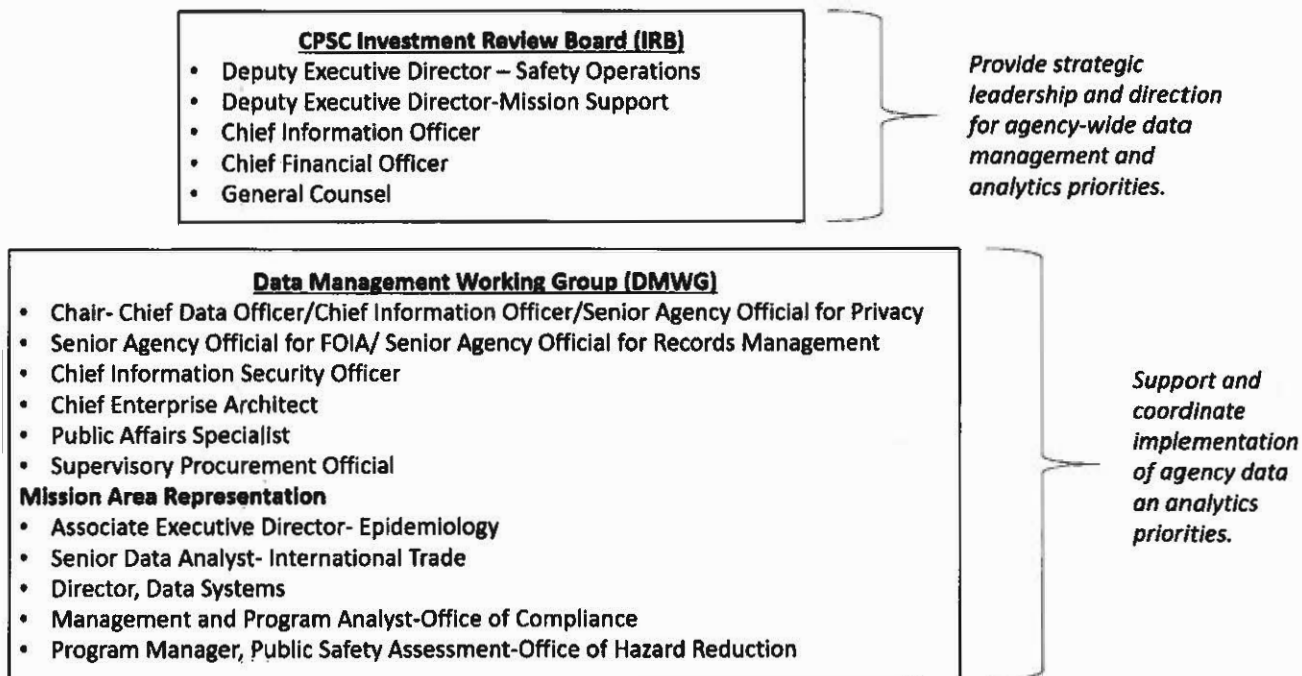 CPSC Investment Review Board (IRB)
• Deputy Executive Director – Safety Operations
• Deputy Executive Director-Mission Support
• Chief Information Officer
• Chief Financial Officer
• General Counsel
Provide strategic
leadership and direction
for agency-wide data
management and
analytics priorities.
Data Management Working Group (DMWG)
• Chair- Chief Data Officer/Chief Information Officer/Senior Agency Official for Privacy
• Senior Agency Official for FOIA/ Senior Agency Official for Records Management
• Chief Information Security Officer
• Chief Enterprise Architect
• Public Affairs Specialist
• Supervisory Procurement Official
Mission Area Representation
• Associate Executive Director- Epidemiology
• Senior Data Analyst- International Trade
• Director, Data Systems
• Management and Program Analyst-Office of Compliance
• Program Manager, Public Safety Assessment-Office of Hazard Reduction
Support and
coordinate
implementation
of agency data
an analytics
priorities.